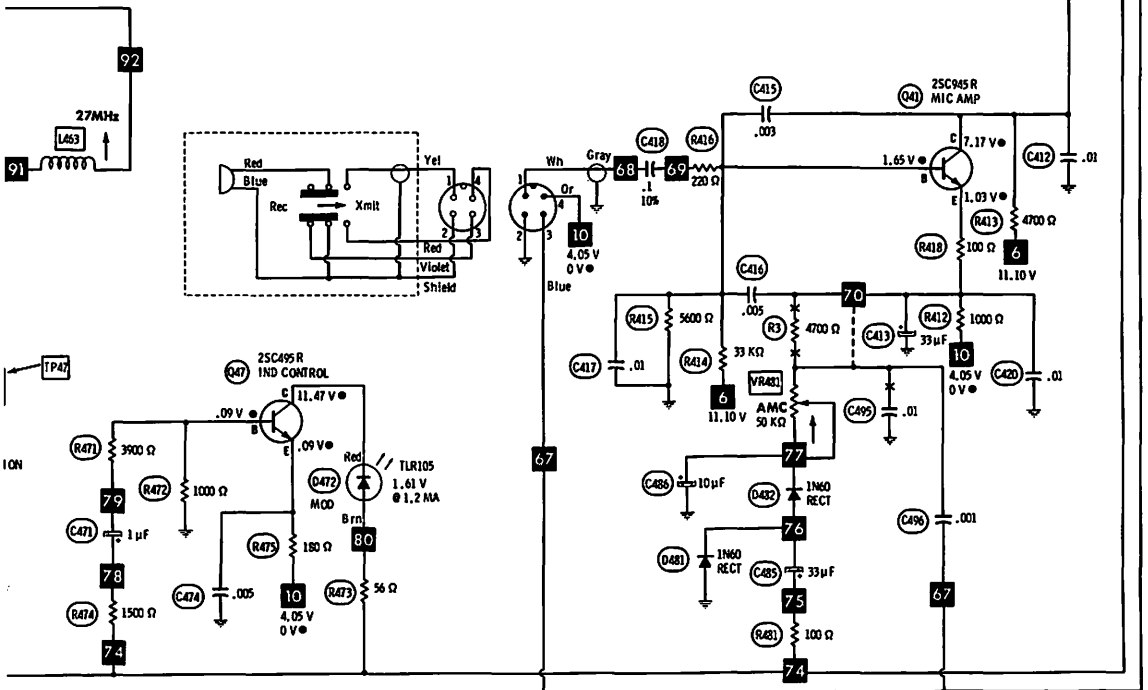 92
27MHz
L463
91
Red
Blue
Rec
Xmit
Yel
1
4
2
3
Red
Violet
Shield
Wh
Gray
1
Or
4
2
3
10
4.05 V
0 V●
Blue
67
68
C418
.1
10%
69
R416
220 Ω
C415
.003
Q41
2SC945 R
MIC AMP
C
7.17 V●
1.65 V●
B
E
1.03 V●
C412
.01
R413
4700 Ω
6
11.10 V
R418
100 Ω
C416
.005
70
R415
5600 Ω
R3
4700 Ω
C413
33 µF
R412
1000 Ω
10
4.05 V
0 V●
C420
.01
C417
.01
R414
33 KΩ
6
11.10 V
VR481
AMC
50 KΩ
C495
.01
77
C486
10 µF
D482
1N60
RECT
76
D481
1N60
RECT
C485
33 µF
75
R481
100 Ω
74
C496
.001
67
TP47
ION
Q47
2SC495 R
IND CONTROL
C
11.47 V●
.09 V ●
B
E
.09 V●
R471
3900 Ω
R472
1000 Ω
79
C471
1 µF
78
R474
1500 Ω
74
Red
D472
MOD
TLR105
1.61 V
@ 1.2 MA
Brn
80
R475
180 Ω
C474
.005
10
4.05 V
0 V●
R473
56 Ω